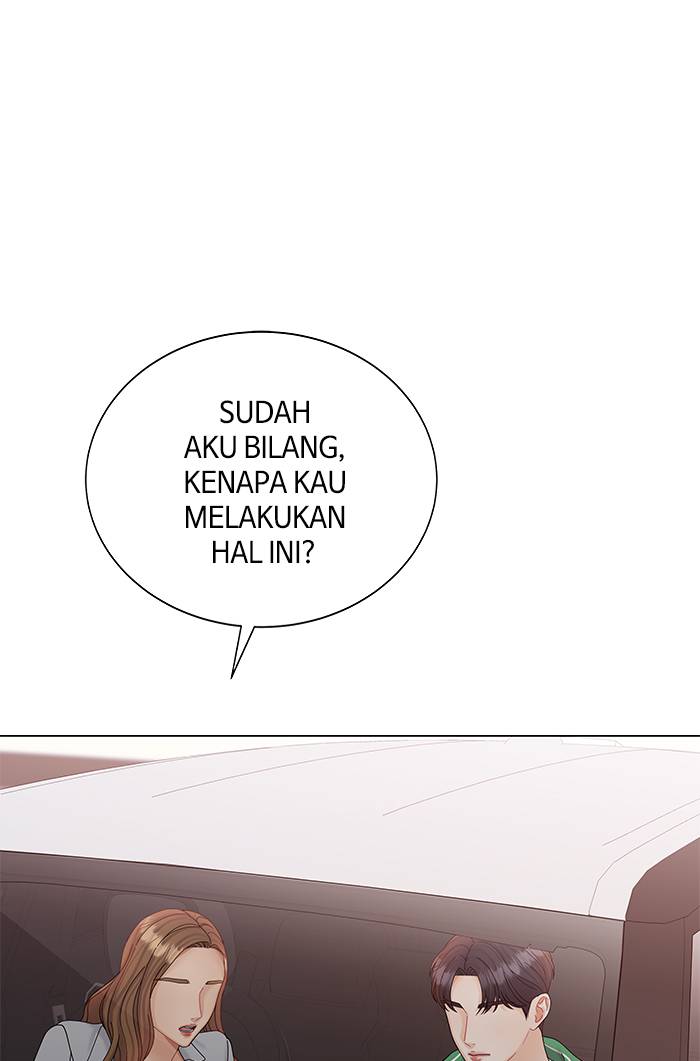 SUDAH
AKU BILANG,
KENAPA KAU
MELAKUKAN
HAL INI?